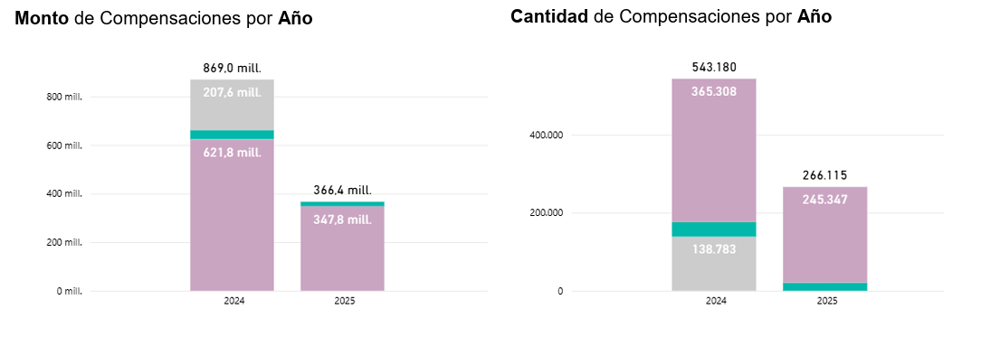 Monto de Compensaciones por Año
869,0 mill.
800 mill.
207,6 mill.
600 mill.
621,8 mill.
400 mill.
366,4 mill.
347,8 mill.
200 mill.
0 mill.
2024
2025
Cantidad de Compensaciones por Año
543.180
365.308
400.000
266.115
245.347
200.000
138.783
0
2024
2025